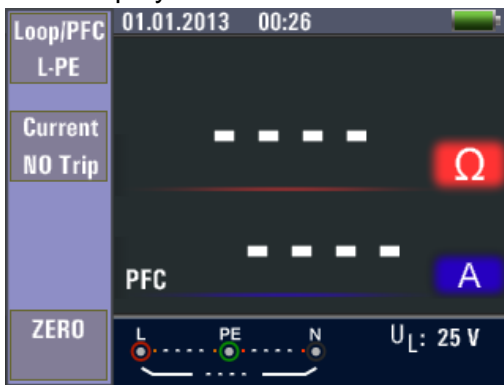 Loop/PFC
L-PE
01.01.2013 00:26
Current
NO Trip
- - - -
Ω
- - - -
PFC
A
ZERO
L PE N
UL: 25 V